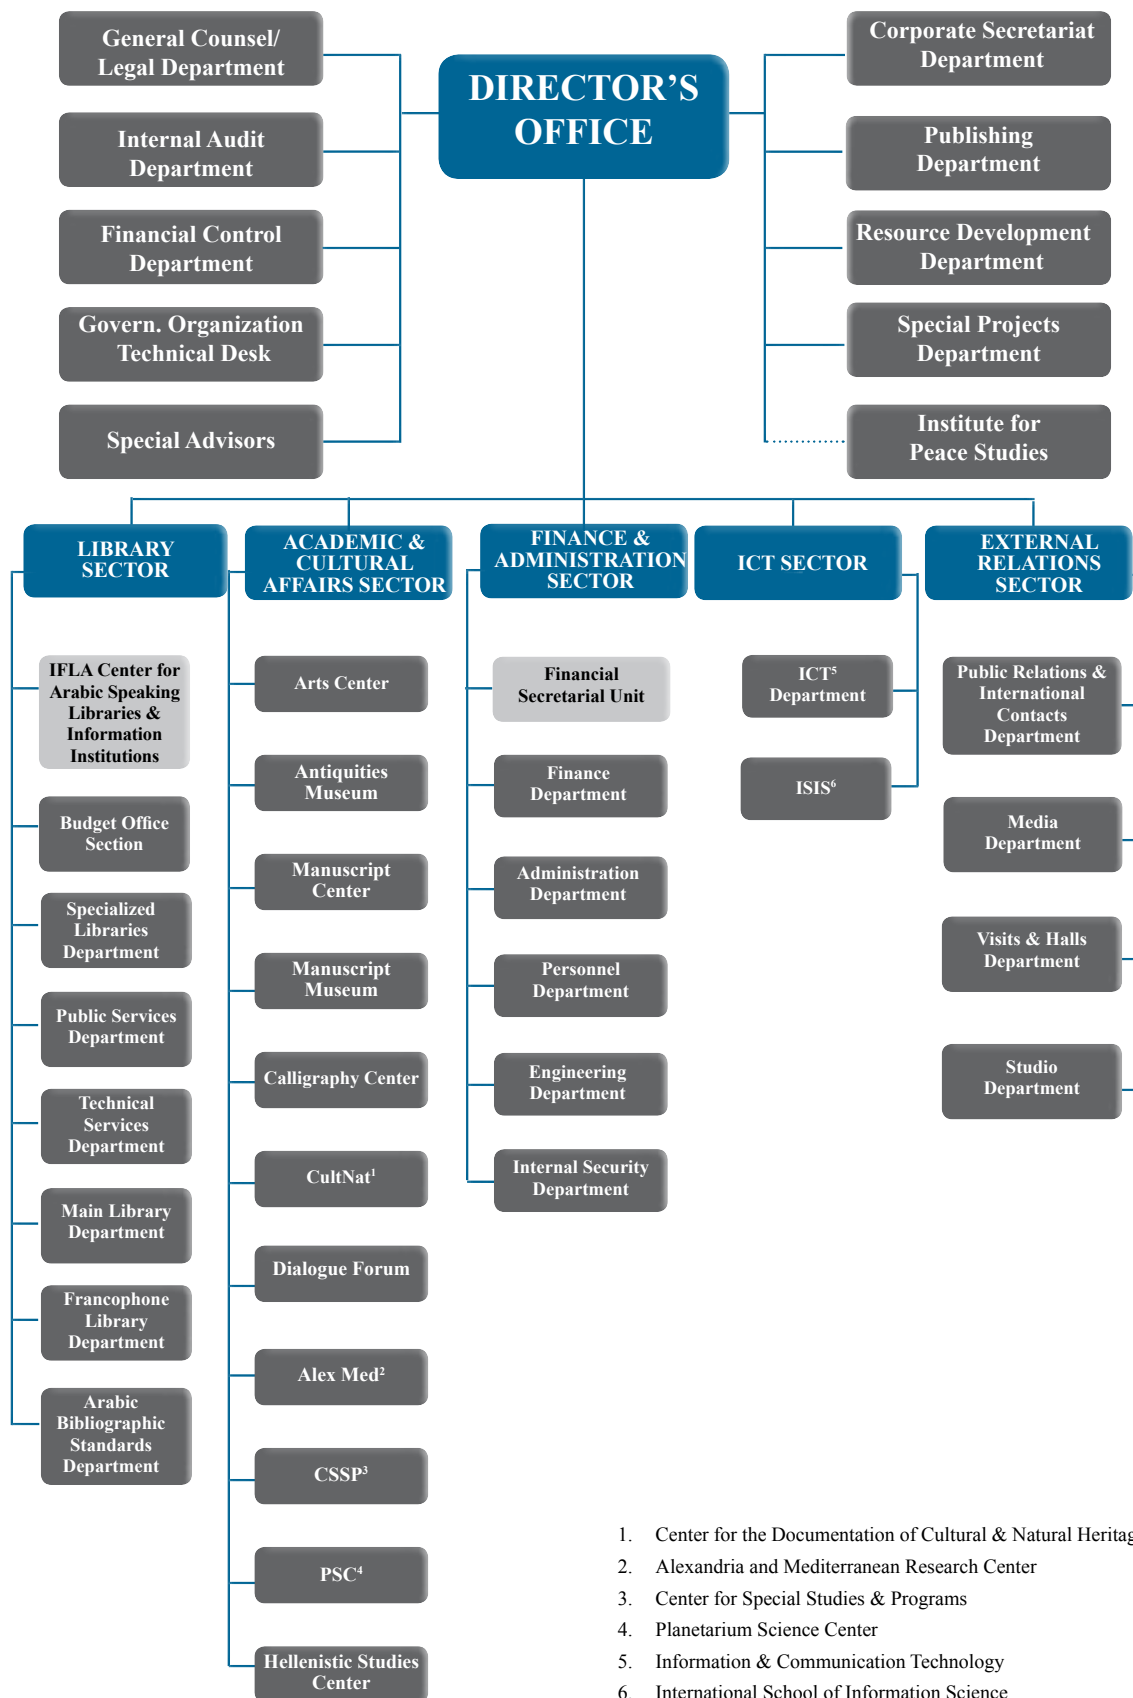 General Counsel/
Legal Department
Internal Audit
Department
Financial Control
Department
Govern. Organization
Technical Desk
Special Advisors
DIRECTOR'S
OFFICE
Corporate Secretariat
Department
Publishing
Department
Resource Development
Department
Special Projects
Department
Institute for
Peace Studies
LIBRARY
SECTOR
IFLA Center for
Arabic Speaking
Libraries &
Information
Institutions
Budget Office
Section
Specialized
Libraries
Department
Public Services
Department
Technical
Services
Department
Main Library
Department
Francophone
Library
Department
Arabic
Bibliographic
Standards
Department
ACADEMIC &
CULTURAL
AFFAIRS SECTOR
Arts Center
Antiquities
Museum
Manuscript
Center
Manuscript
Museum
Calligraphy Center
CultNat¹
Dialogue Forum
Alex Med²
CSSP³
PSC⁴
Hellenistic Studies
Center
FINANCE &
ADMINISTRATION
SECTOR
Financial
Secretarial Unit
Finance
Department
Administration
Department
Personnel
Department
Engineering
Department
Internal Security
Department
ICT SECTOR
ICT⁵
Department
ISIS⁶
EXTERNAL
RELATIONS
SECTOR
Public Relations &
International
Contacts
Department
Media
Department
Visits & Halls
Department
Studio
Department
1. Center for the Documentation of Cultural & Natural Heritag
2. Alexandria and Mediterranean Research Center
3. Center for Special Studies & Programs
4. Planetarium Science Center
5. Information & Communication Technology
6. International School of Information Science